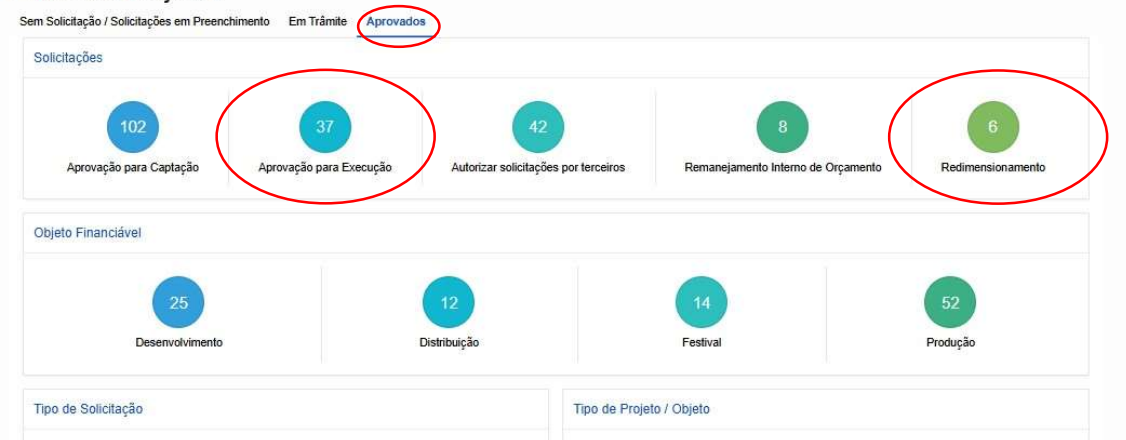 Sem Solicitação / Solicitações em Preenchimento Em Trâmite Aprovados
Solicitações
102 37 42 8 6
Aprovação para Captação Aprovação para Execução Autorizar solicitações por terceiros Remanejamento Interno de Orçamento Redimensionamento
Objeto Financiável
25 12 14 52
Desenvolvimento Distribuição Festival Produção
Tipo de Solicitação Tipo de Projeto / Objeto